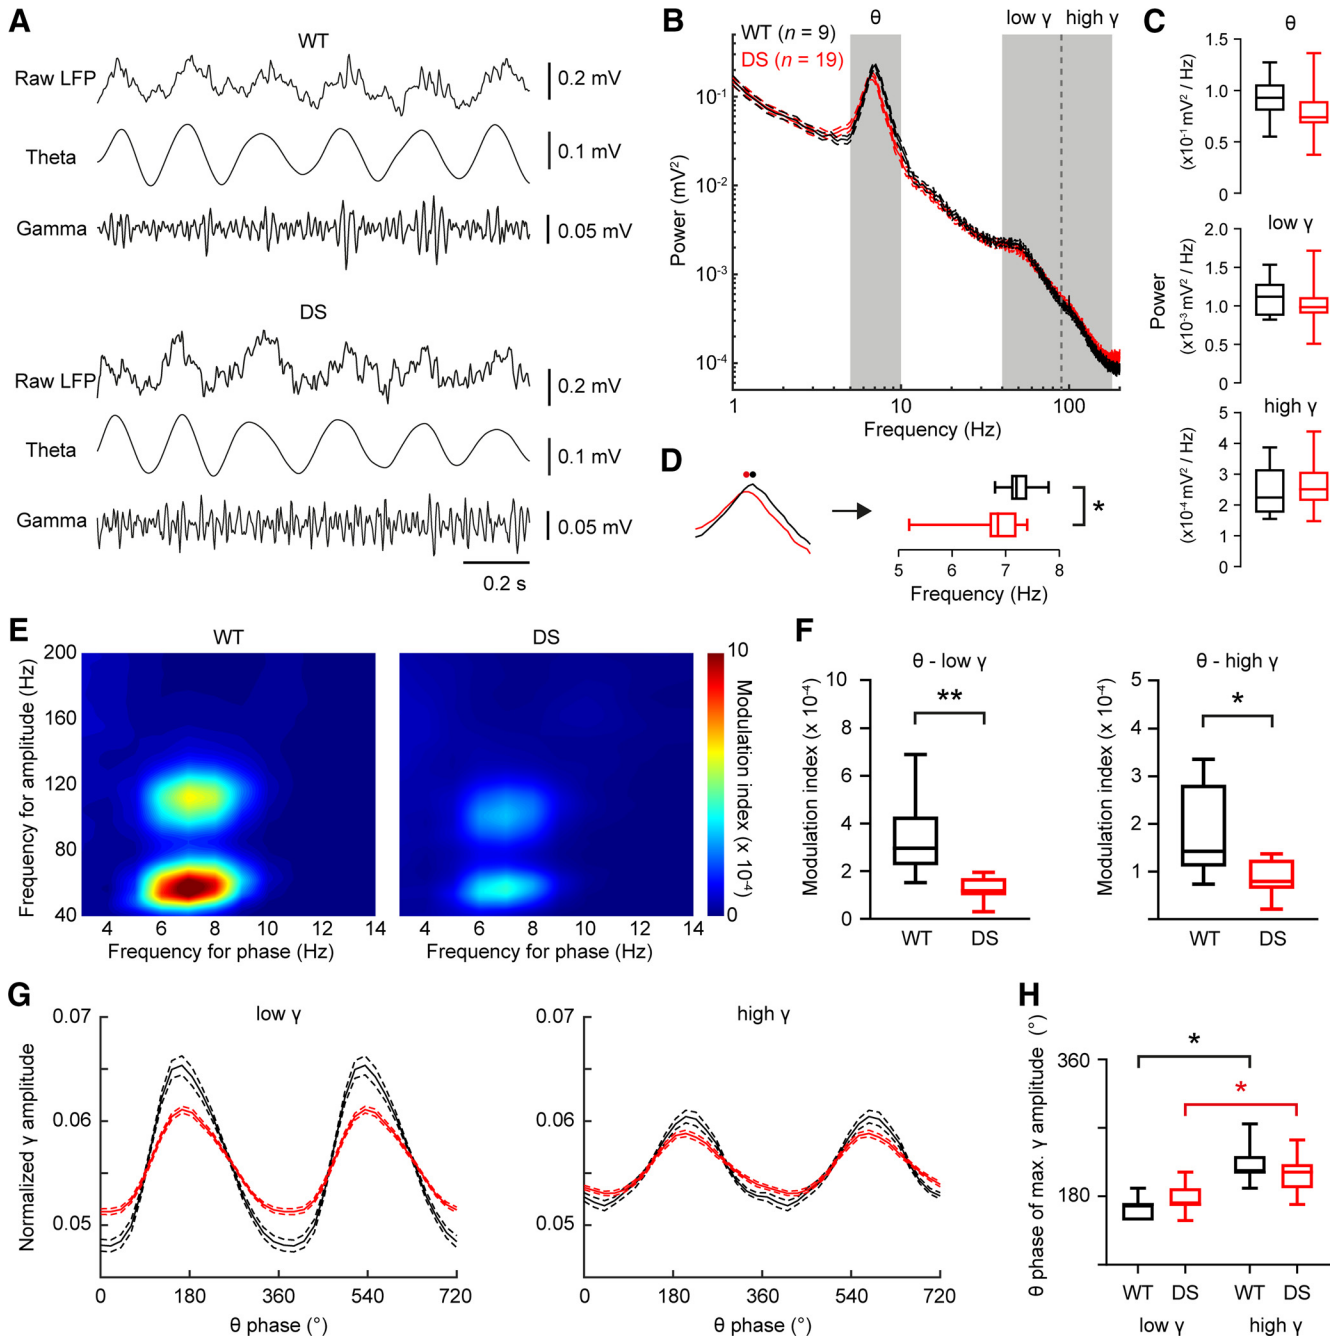 A
WT
Raw LFP
0.2 mV
Theta
0.1 mV
Gamma
0.05 mV
DS
Raw LFP
0.2 mV
Theta
0.1 mV
Gamma
0.05 mV
0.2 s
B
θ
low γ
high γ
WT (n = 9)
DS (n = 19)
Power (mV²)
10⁻¹
10⁻²
10⁻³
10⁻⁴
1
10
100
Frequency (Hz)
C
Power
θ
(x10⁻¹ mV² / Hz)
1.5
1.0
0.5
0
low γ
(x10⁻³ mV² / Hz)
2.0
1.5
1.0
0.5
0
high γ
(x10⁻⁴ mV² / Hz)
5
4
3
2
1
0
D
*
5 6 7 8
Frequency (Hz)
E
WT
DS
Frequency for amplitude (Hz)
200
160
120
80
40
4 6 8 10 12 14
Frequency for phase (Hz)
4 6 8 10 12 14
Frequency for phase (Hz)
10
0
Modulation index (x 10⁻⁴)
F
θ - low γ
**
Modulation index (x 10⁻⁴)
10
8
6
4
2
0
WT DS
θ - high γ
*
Modulation index (x 10⁻⁴)
5
4
3
2
1
WT DS
G
low γ
Normalized γ amplitude
0.07
0.06
0.05
0 180 360 540 720
θ phase (°)
high γ
0.07
0.06
0.05
0 180 360 540 720
θ phase (°)
H
θ phase of max. γ amplitude (°)
360
180
*
*
WT DS WT DS
low γ high γ